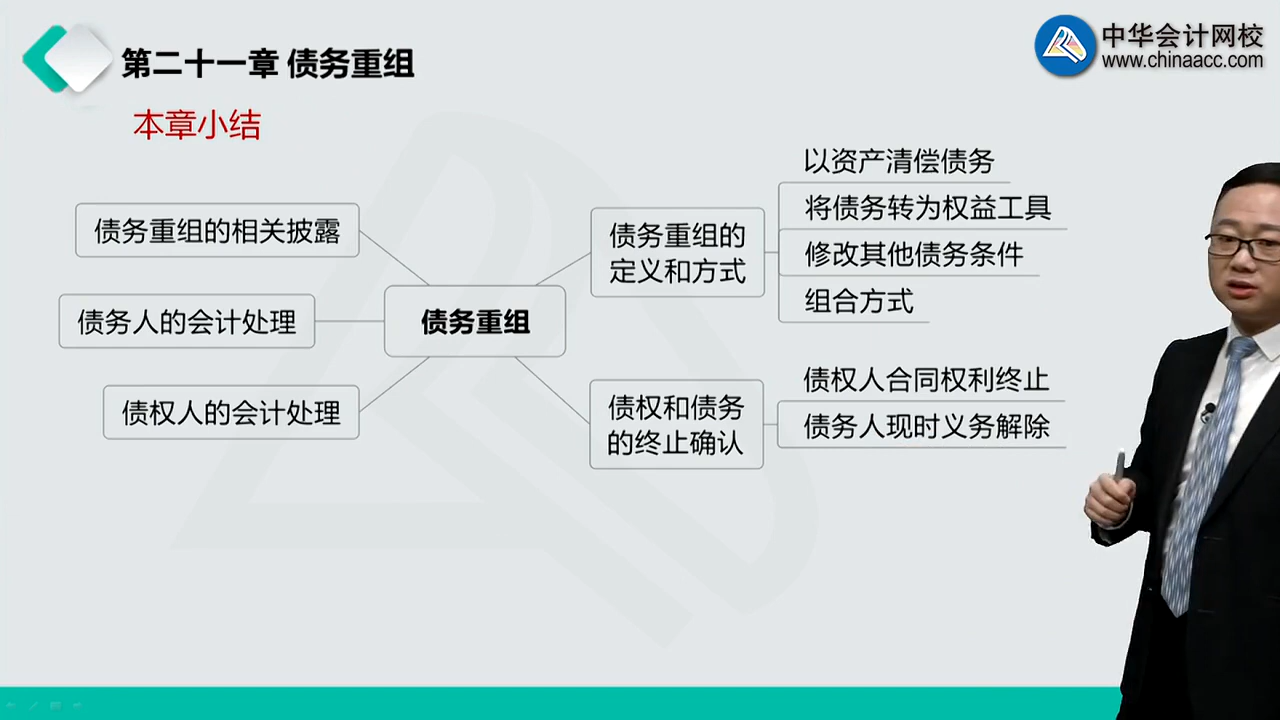 第二十一章 债务重组
中华会计网校
www.chinaacc.com
本章小结
债务重组的相关披露
债务人的会计处理
债权人的会计处理
债务重组
债务重组的
定义和方式
以资产清偿债务
将债务转为权益工具
修改其他债务条件
组合方式
债权和债务
的终止确认
债权人合同权利终止
债务人现时义务解除